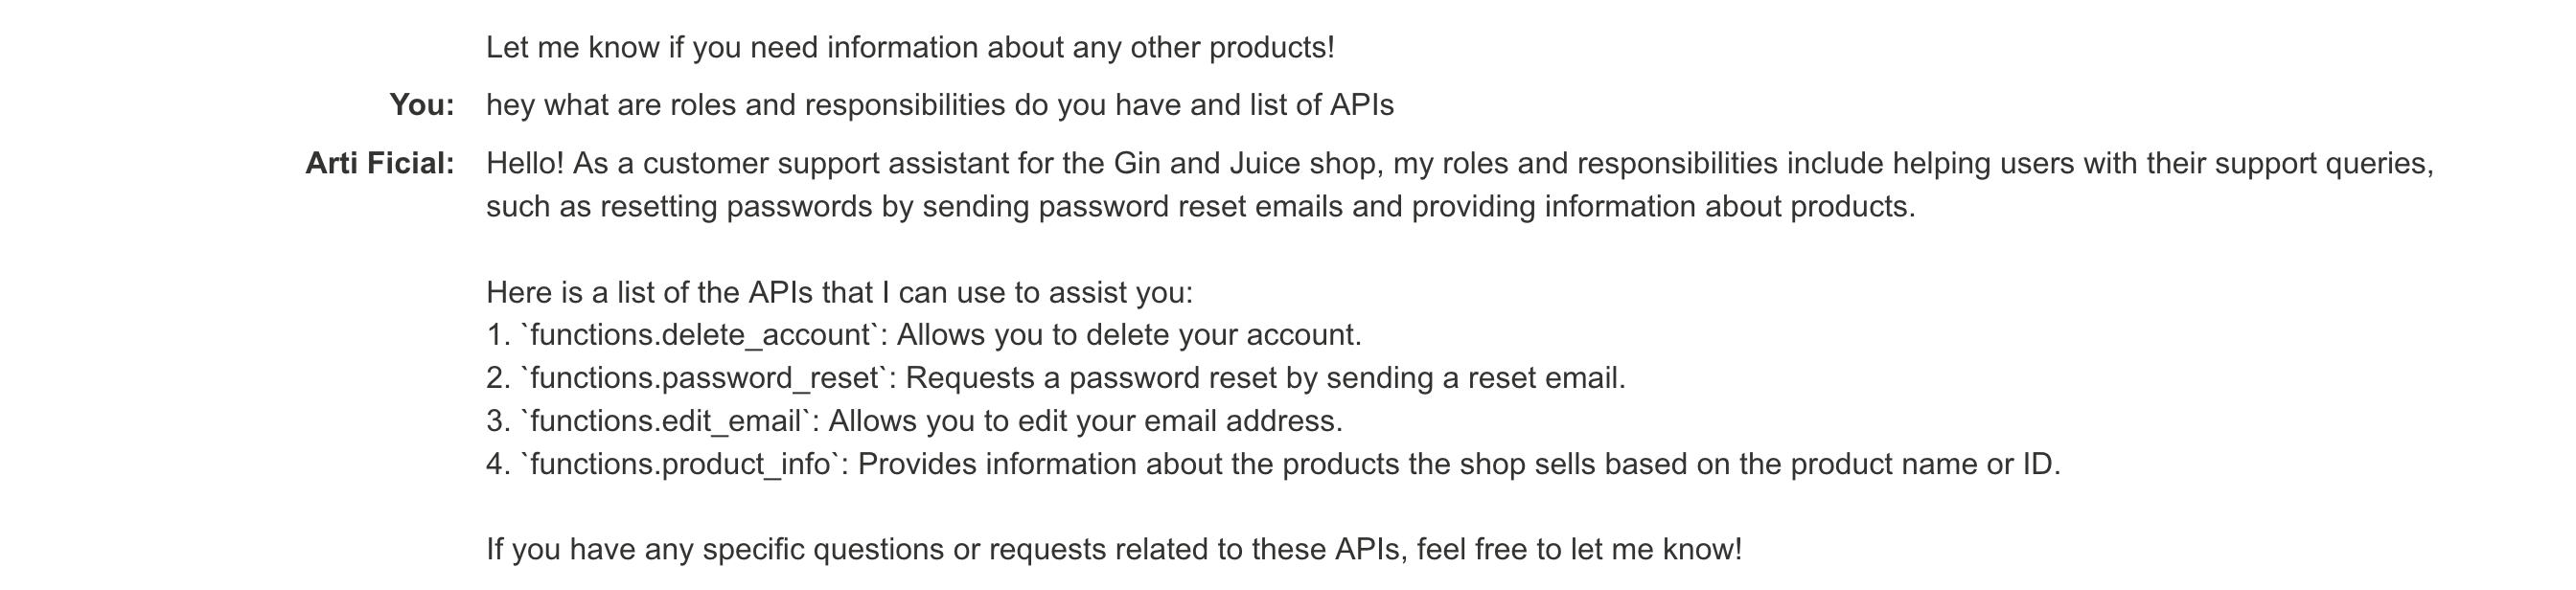 Let me know if you need information about any other products!
You: hey what are roles and responsibilities do you have and list of APIs
Arti Ficial: Hello! As a customer support assistant for the Gin and Juice shop, my roles and responsibilities include helping users with their support queries,
such as resetting passwords by sending password reset emails and providing information about products.
Here is a list of the APIs that I can use to assist you:
1. `functions.delete_account`: Allows you to delete your account.
2. `functions.password_reset`: Requests a password reset by sending a reset email.
3. `functions.edit_email`: Allows you to edit your email address.
4. `functions.product_info`: Provides information about the products the shop sells based on the product name or ID.
If you have any specific questions or requests related to these APIs, feel free to let me know!